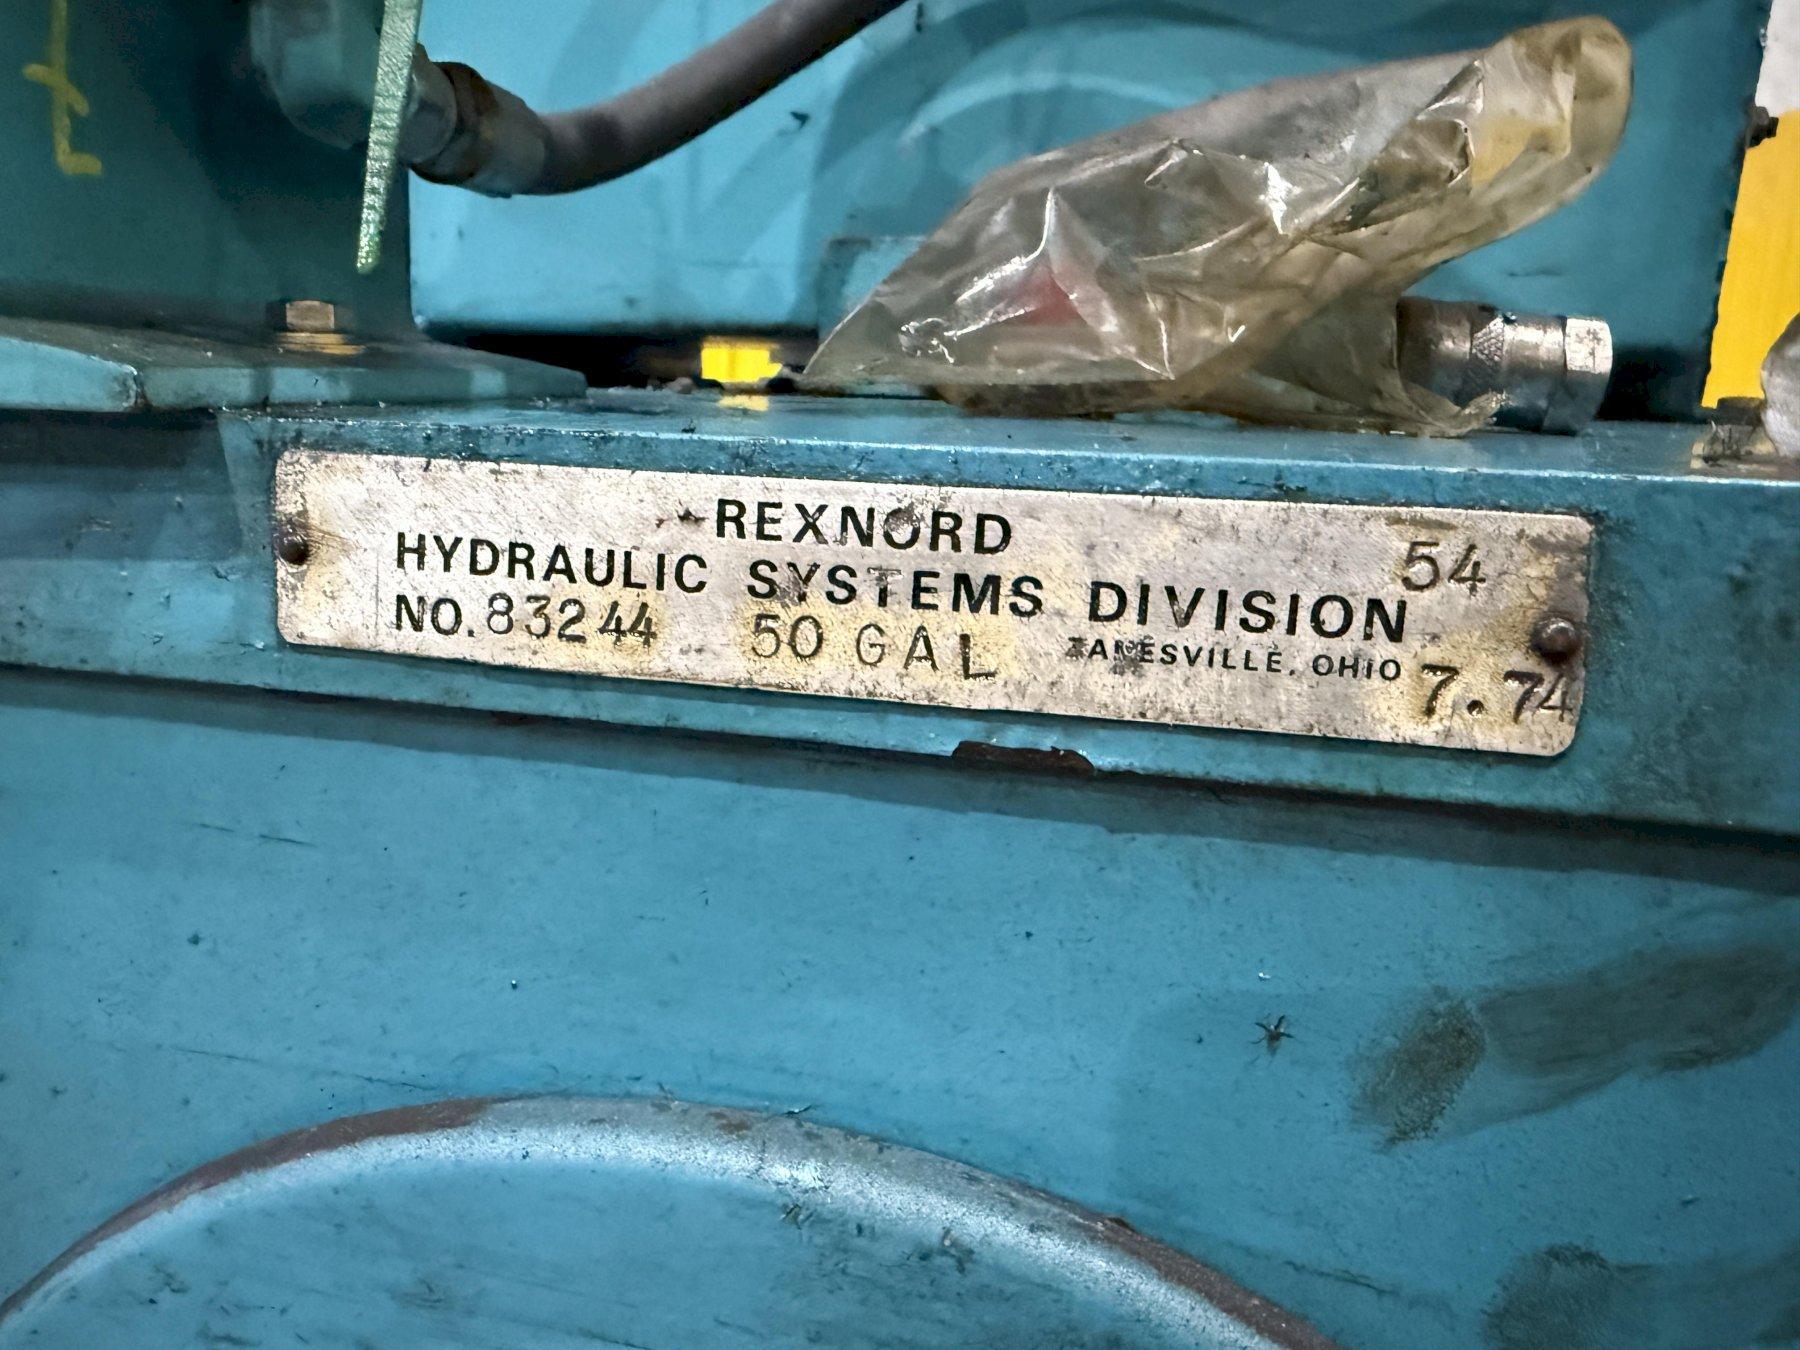 REXNORD
54
HYDRAULIC SYSTEMS DIVISION
NO. 83244 50 GAL ZANESVILLE, OHIO 7.74